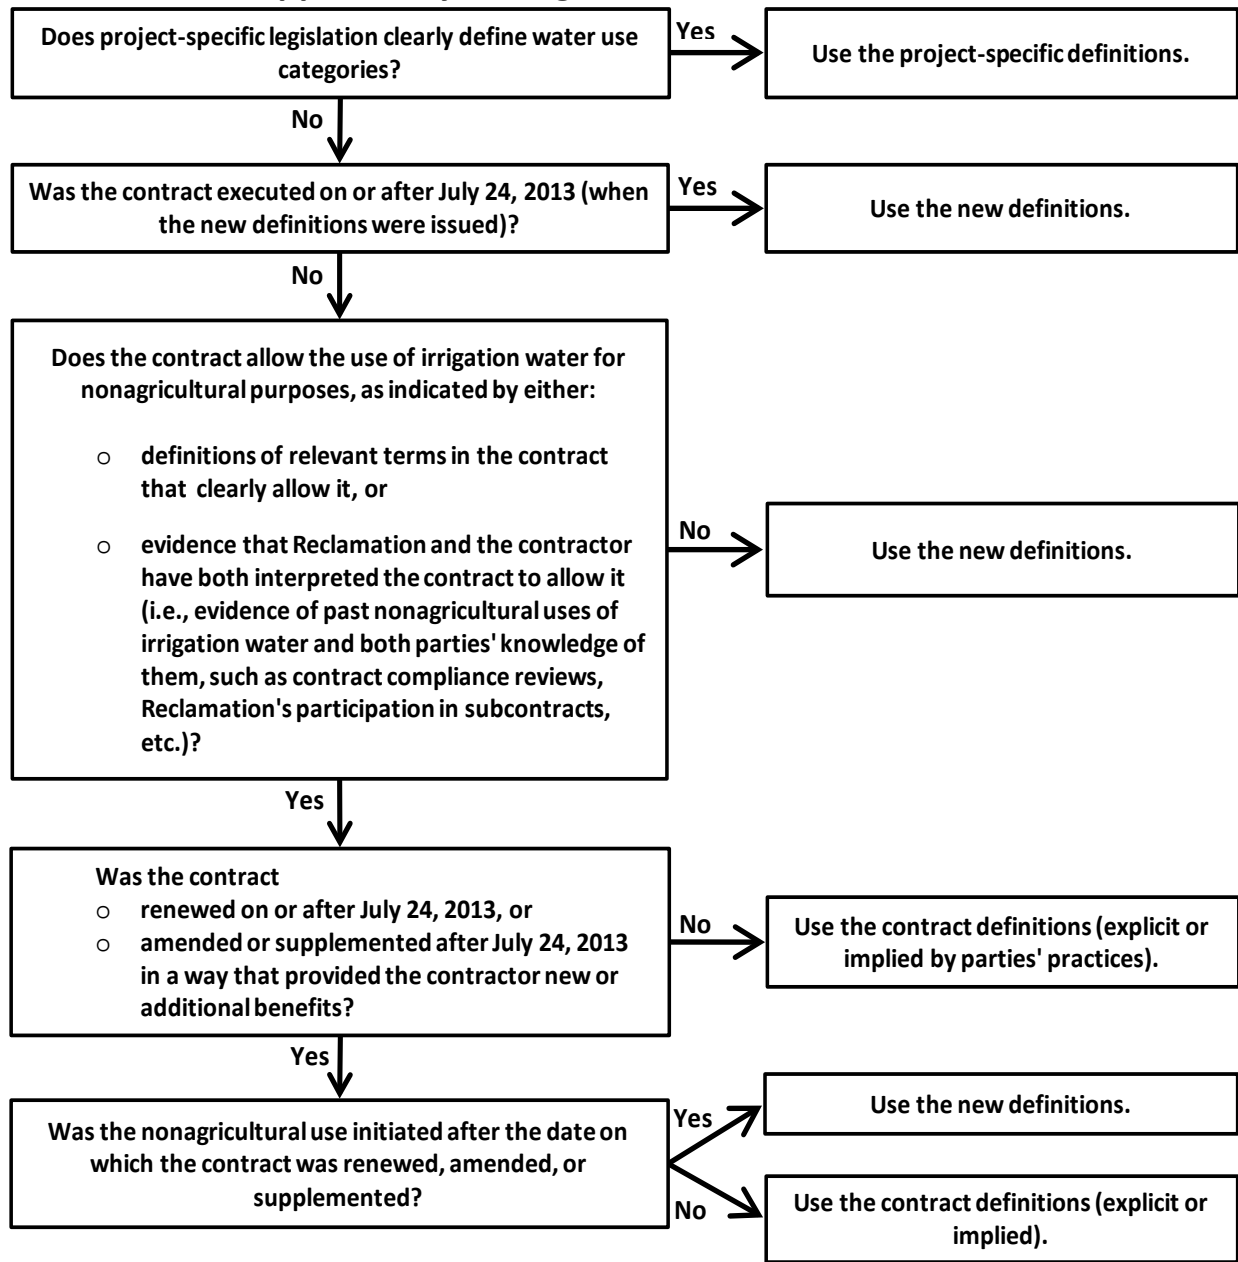 Does project-specific legislation clearly define water use
categories?
Yes
Use the project-specific definitions.
No
Was the contract executed on or after July 24, 2013 (when
the new definitions were issued)?
Yes
Use the new definitions.
No
Does the contract allow the use of irrigation water for
nonagricultural purposes, as indicated by either:
o definitions of relevant terms in the contract
that clearly allow it, or
o evidence that Reclamation and the contractor
have both interpreted the contract to allow it
(i.e., evidence of past nonagricultural uses of
irrigation water and both parties' knowledge of
them, such as contract compliance reviews,
Reclamation's participation in subcontracts,
etc.)?
No
Use the new definitions.
Yes
Was the contract
o renewed on or after July 24, 2013, or
o amended or supplemented after July 24, 2013
in a way that provided the contractor new or
additional benefits?
No
Use the contract definitions (explicit or
implied by parties' practices).
Yes
Was the nonagricultural use initiated after the date on
which the contract was renewed, amended, or
supplemented?
Yes
Use the new definitions.
No
Use the contract definitions (explicit or
implied).